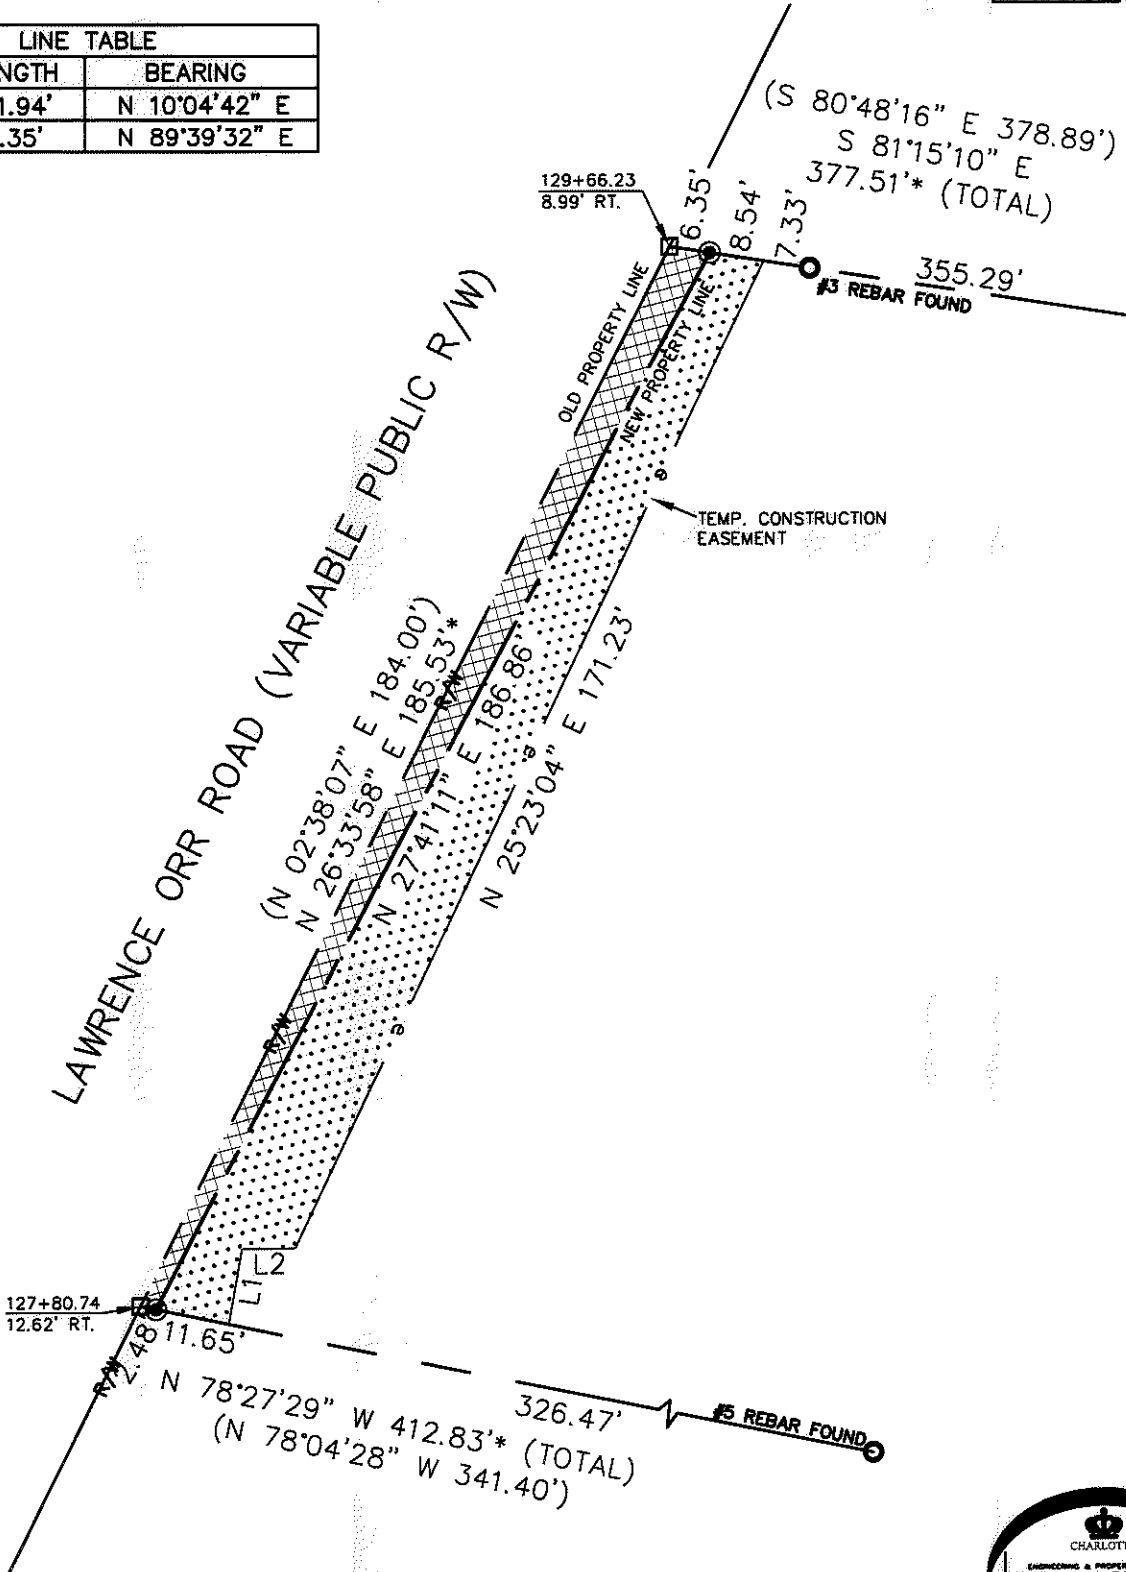 LINE TABLE
NGTH BEARING
1.94' N 10°04'42" E
.35' N 89°39'32" E
(S 80°48'16" E 378.89')
S 81°15'10" E
377.51'* (TOTAL)
129+66.23
8.99' RT.
6.35'
8.54'
7.33'
355.29'
#3 REBAR FOUND
OLD PROPERTY LINE
NEW PROPERTY LINE
LAWRENCE ORR ROAD (VARIABLE PUBLIC R/W)
e
TEMP. CONSTRUCTION
EASEMENT
(N 02°38'07" E 184.00')
N 26°33'58" E 185.53'*
R/W
N 27°41'11" E 186.86'
e
N 25°23'04" E 171.23'
R/W
e
L2
L1
127+80.74
12.62' RT.
2.48'
11.65'
R/W
N 78°27'29" W 412.83'* (TOTAL)
(N 78°04'28" W 341.40')
326.47'
#5 REBAR FOUND
CHARLOTT
ENGINEERING & PROPER